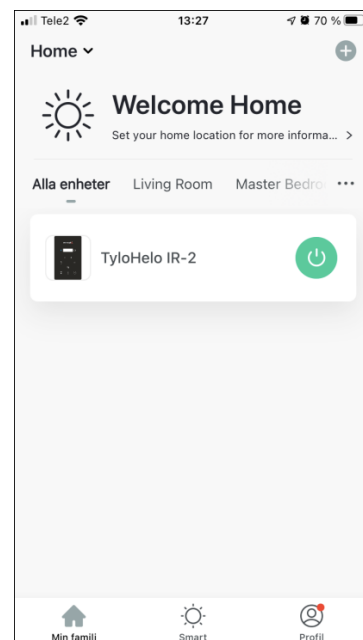 Tele2 13:27 70 %
Home
Welcome Home
Set your home location for more informa...
Alla enheter Living Room Master Bedro
TyloHelo IR-2
Min familj Smart Profil